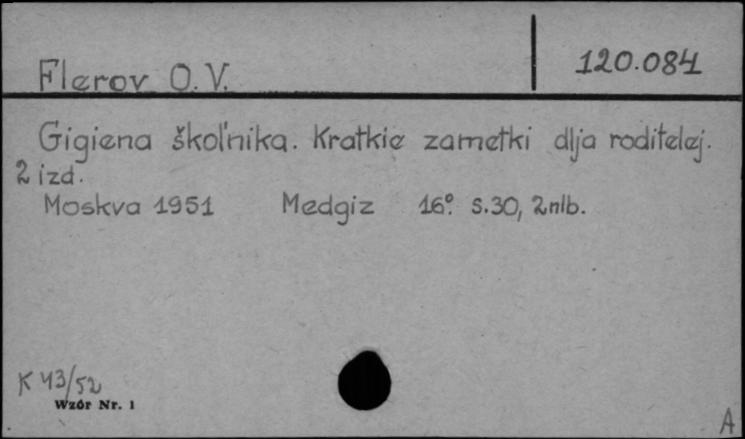 Flerov O.V.
120.084
Gigiena škol'nika. Kratkie zametki dlja roditelej.
2 izd.
Moskva 1951 Medgiz 16º. s.30, 2nlb.
K 43/52
Wzór Nr. 1
A